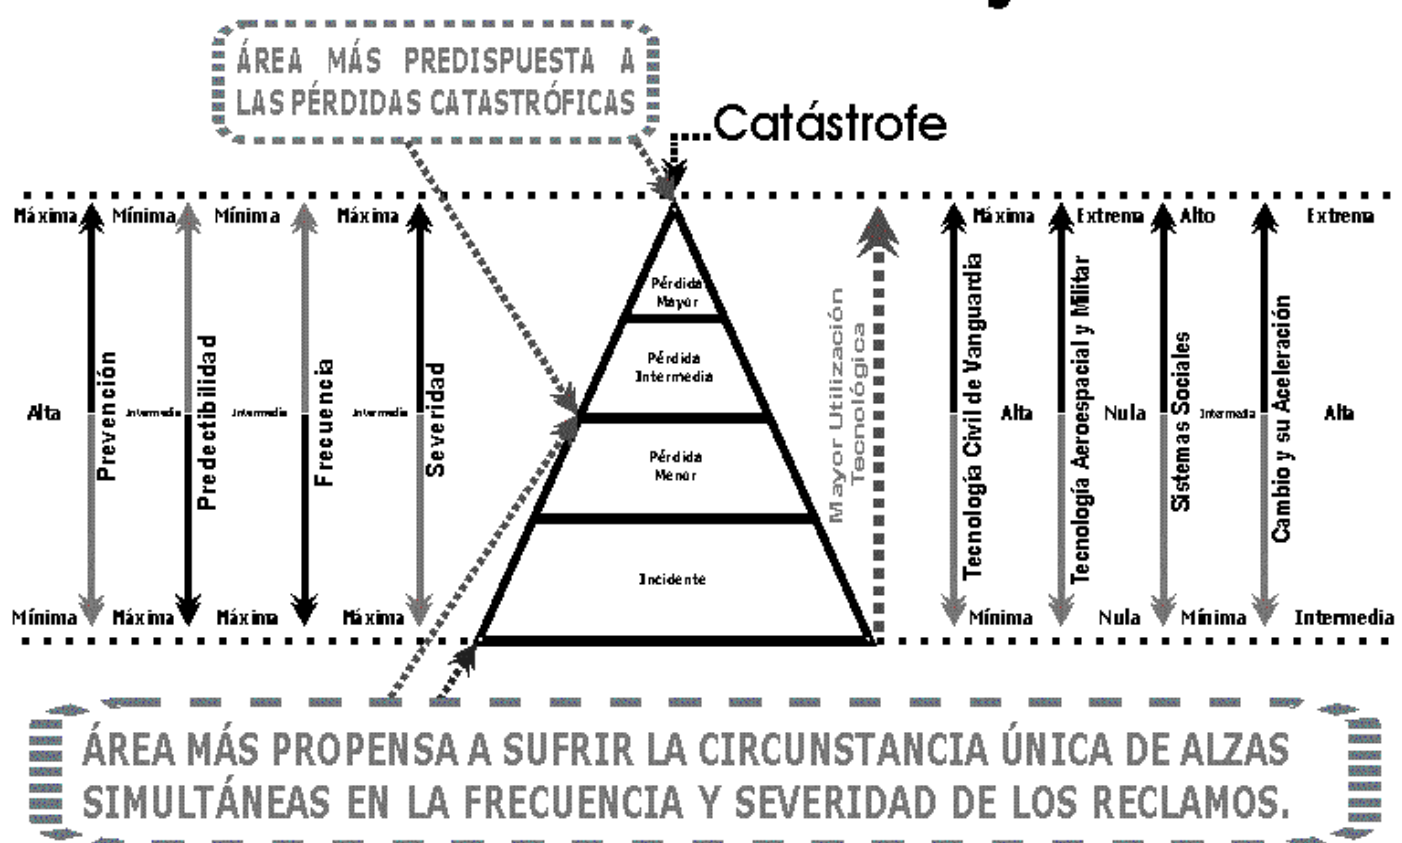 ÁREA MÁS PREDISPUESTA A
LAS PÉRDIDAS CATASTRÓFICAS
Catástrofe
Máxima
Mínima
Mínima
Máxima
Máxima
Extrema
Alto
Extrema
Prevención
Predectibilidad
Frecuencia
Severidad
Pérdida
Mayor
Pérdida
Intermedia
Pérdida
Menor
Incidente
Mayor Utilización
Tecnológica
Tecnología Civil de Vanguardia
Tecnología Aeroespacial y Militar
Sistemas Sociales
Cambio y su Aceleración
Alta
Intermedia
Intermedia
Intermedia
Alta
Nula
Intermedia
Alta
Mínima
Máxima
Máxima
Máxima
Mínima
Nula
Mínima
Intermedia
ÁREA MÁS PROPENSA A SUFRIR LA CIRCUNSTANCIA ÚNICA DE ALZAS
SIMULTÁNEAS EN LA FRECUENCIA Y SEVERIDAD DE LOS RECLAMOS.